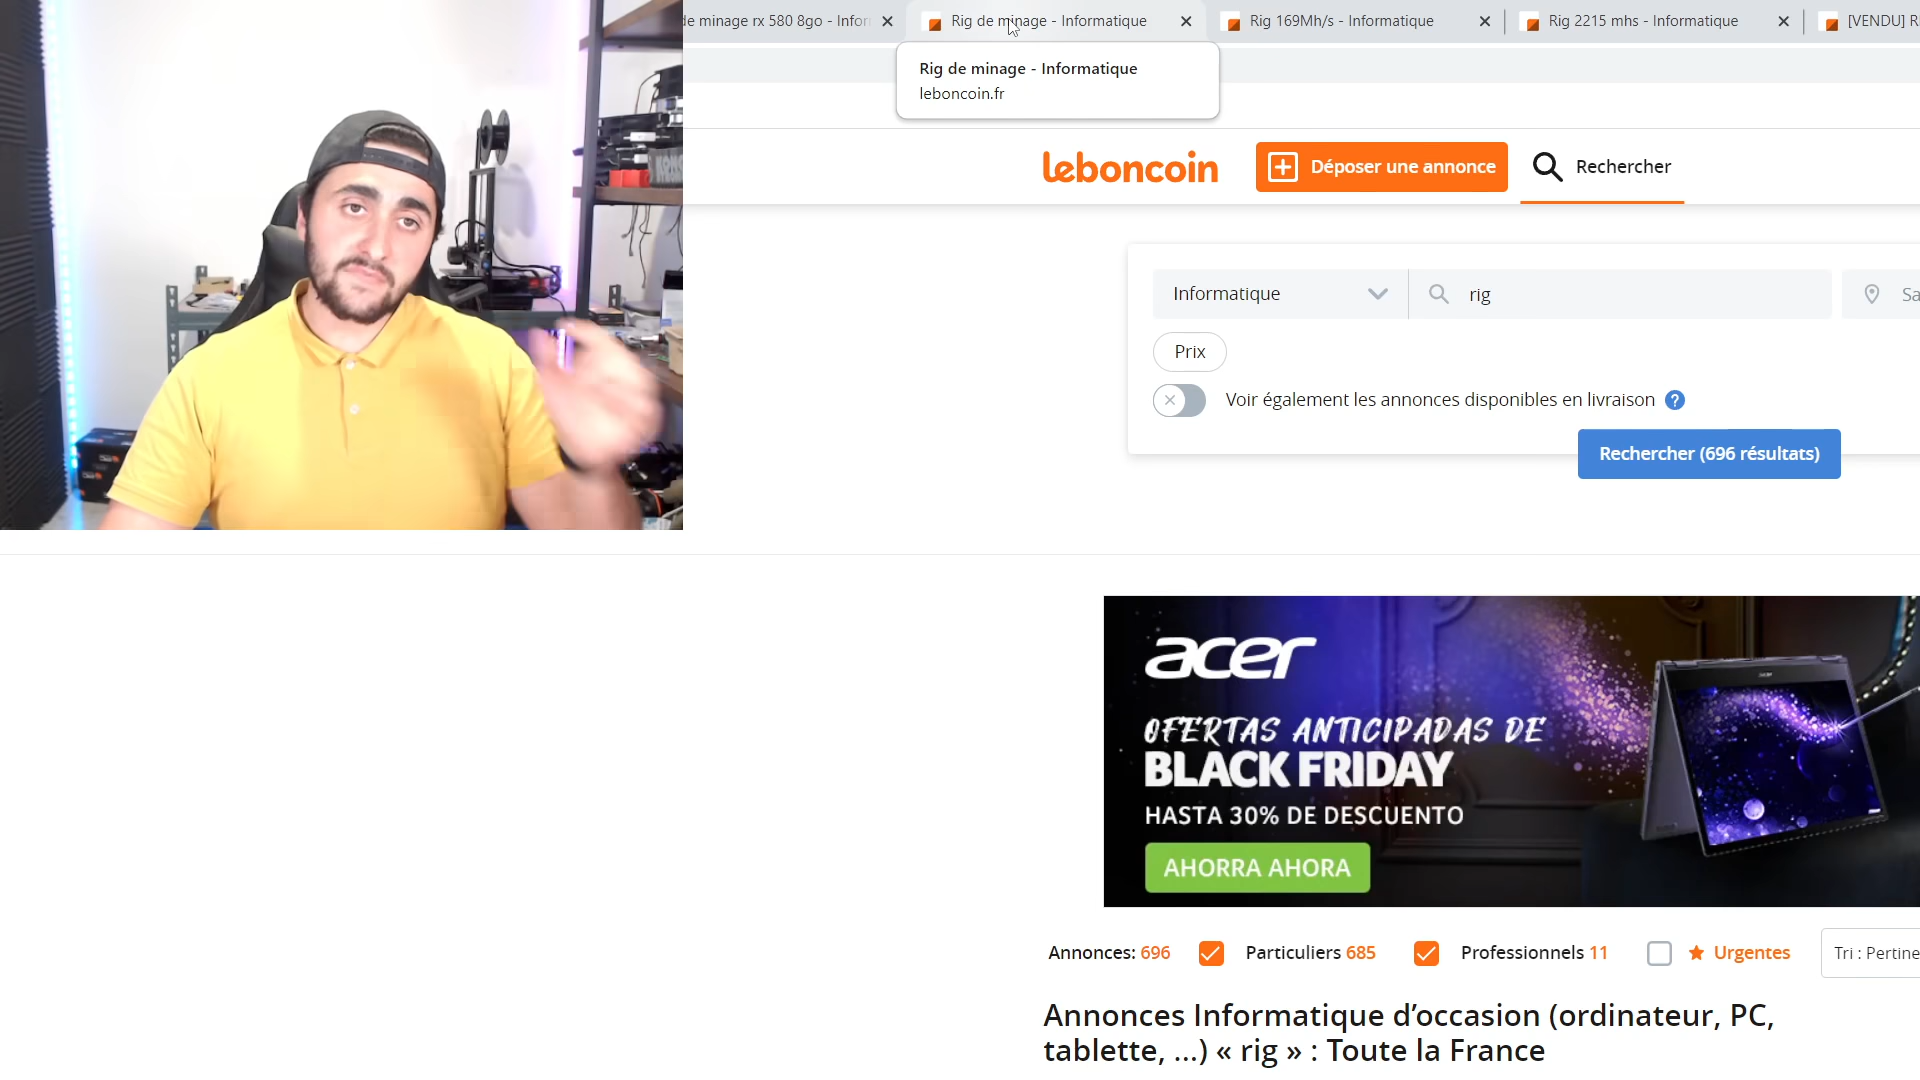 de minage rx 580 8go - Infor
Rig de minage - Informatique
Rig 169Mh/s - Informatique
Rig 2215 mhs - Informatique
[VENDU] R
Rig de minage - Informatique
leboncoin.fr
leboncoin
Déposer une annonce
Rechercher
Informatique
rig
Sa
Prix
Voir également les annonces disponibles en livraison
?
Rechercher (696 résultats)
acer
OFERTAS ANTICIPADAS DE
BLACK FRIDAY
HASTA 30% DE DESCUENTO
AHORRA AHORA
Annonces: 696
Particuliers 685
Professionnels 11
Urgentes
Tri : Pertine
Annonces Informatique d’occasion (ordinateur, PC,
tablette, ...) « rig » : Toute la France